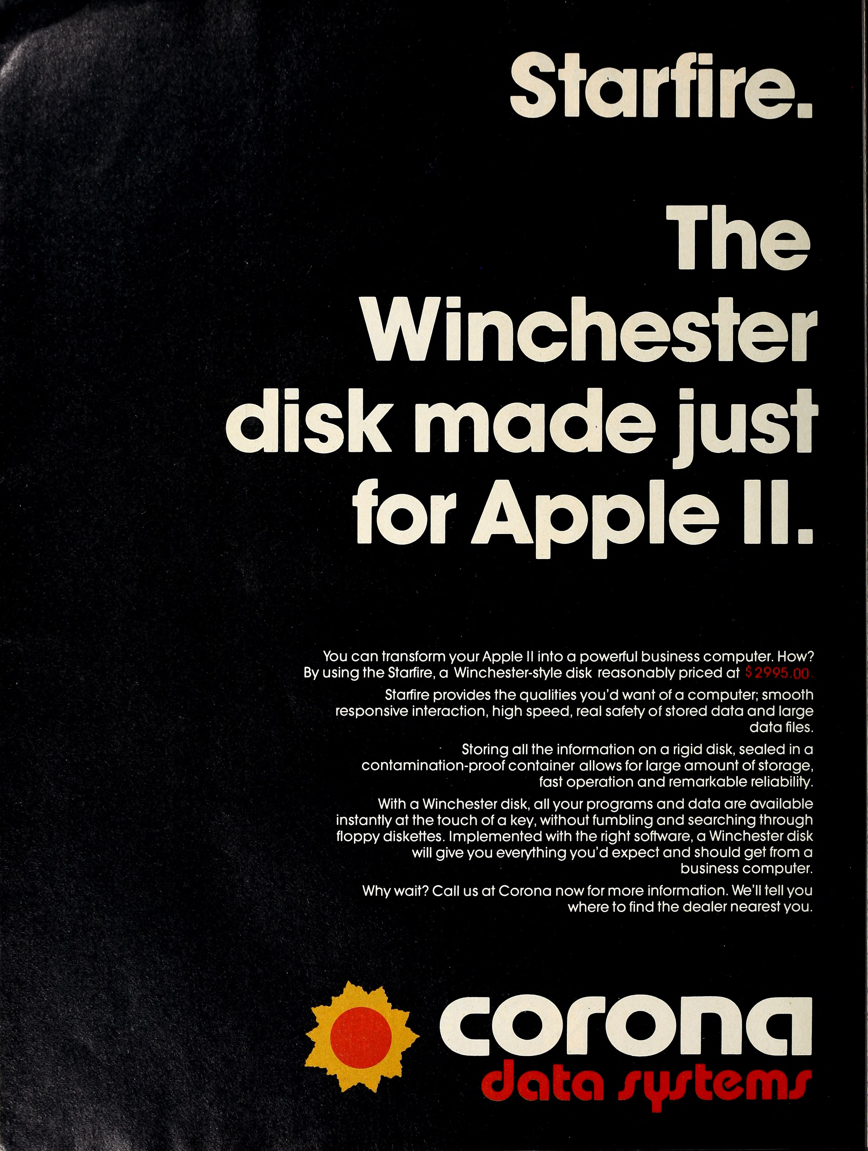 Starfire.
The
Winchester
disk made just
for Apple II.
You can transform your Apple II into a powerful business computer. How?
By using the Starfire, a Winchester-style disk reasonably priced at $2995.00.
Starfire provides the qualities you'd want of a computer; smooth
responsive interaction, high speed, real safety of stored data and large
data files.
Storing all the information on a rigid disk, sealed in a
contamination-proof container allows for large amount of storage,
fast operation and remarkable reliability.
With a Winchester disk, all your programs and data are available
instantly at the touch of a key, without fumbling and searching through
floppy diskettes. Implemented with the right software, a Winchester disk
will give you everything you'd expect and should get from a
business computer.
Why wait? Call us at Corona now for more information. We'll tell you
where to find the dealer nearest you.
corona
data systems